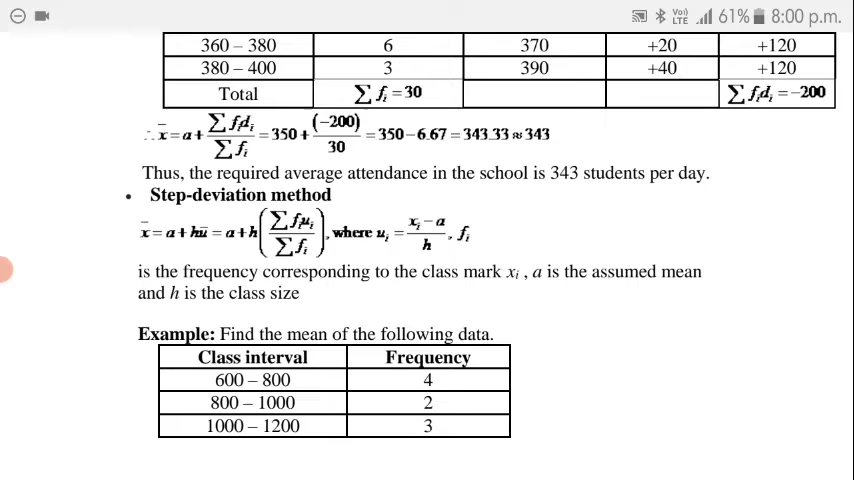 Vo)) LTE 61% 8:00 p.m.
360 – 380 6 370 +20 +120
380 – 400 3 390 +40 +120
Total ∑ fᵢ = 30 ∑ fᵢdᵢ = −200
∴ x̄ = a + ∑ fᵢdᵢ / ∑ fᵢ = 350 + (−200) / 30 = 350 − 6.67 = 343.33 ≈ 343
Thus, the required average attendance in the school is 343 students per day.
• Step-deviation method
x̄ = a + hū = a + h(∑ fᵢuᵢ / ∑ fᵢ), where uᵢ = (xᵢ − a) / h, fᵢ
is the frequency corresponding to the class mark xᵢ , a is the assumed mean
and h is the class size
Example: Find the mean of the following data.
Class interval Frequency
600 – 800 4
800 – 1000 2
1000 – 1200 3